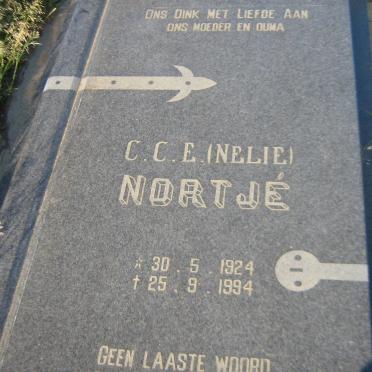 Ons Dink Met Liefde Aan
ons moeder en ouma
C. C. E. (NELIE)
NORTJÉ
* 30 . 5 . 1924
† 25 . 9 . 1994
Geen laaste woord